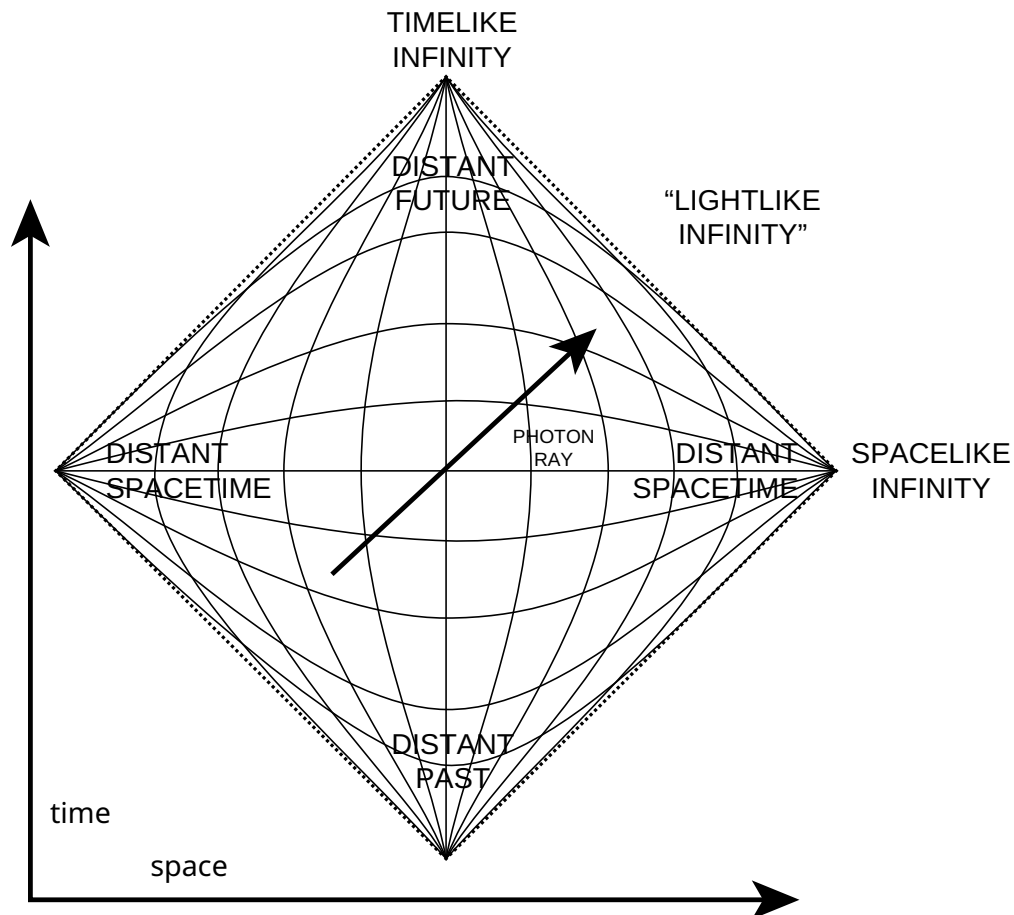 TIMELIKE
INFINITY
DISTANT
FUTURE
“LIGHTLIKE
INFINITY”
PHOTON
RAY
DISTANT
SPACETIME
DISTANT
SPACETIME
SPACELIKE
INFINITY
DISTANT
PAST
time
space